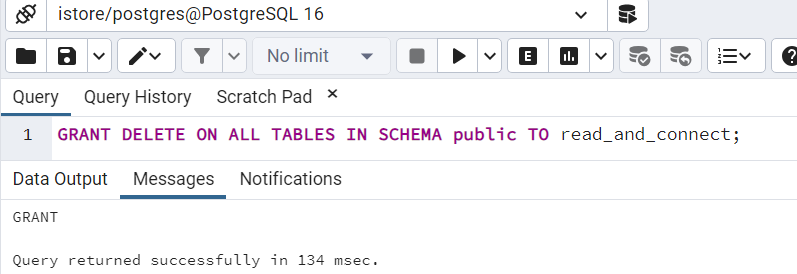 istore/postgres@PostgreSQL 16
No limit
E
Query Query History Scratch Pad ×
1 GRANT DELETE ON ALL TABLES IN SCHEMA public TO read_and_connect;
Data Output Messages Notifications
GRANT
Query returned successfully in 134 msec.